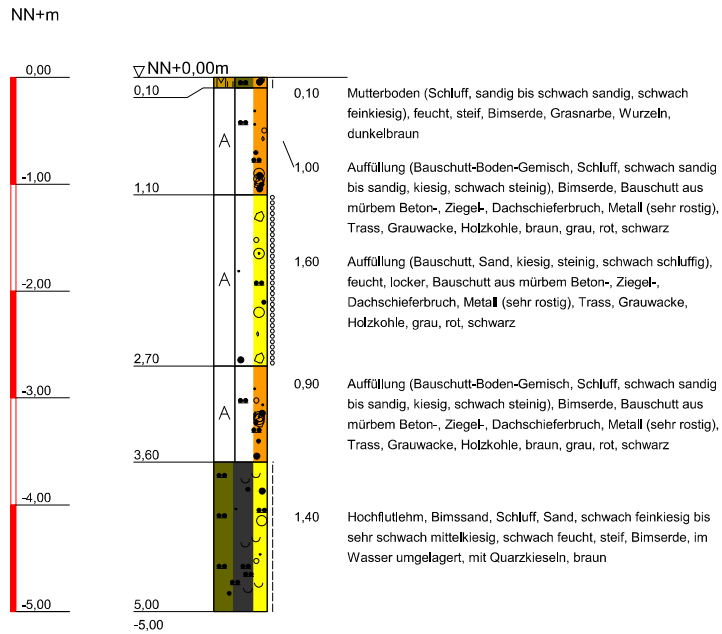 NN+m
0,00
-1,00
-2,00
-3,00
-4,00
-5,00
NN+0,00m
0,10
1,10
2,70
3,60
5,00
-5,00
M
A
A
A
0,10
Mutterboden (Schluff, sandig bis schwach sandig, schwach
feinkiesig), feucht, steif, Bimserde, Grasnarbe, Wurzeln,
dunkelbraun
1,00
Auffüllung (Bauschutt-Boden-Gemisch, Schluff, schwach sandig
bis sandig, kiesig, schwach steinig), Bimserde, Bauschutt aus
mürbem Beton-, Ziegel-, Dachschieferbruch, Metall (sehr rostig),
Trass, Grauwacke, Holzkohle, braun, grau, rot, schwarz
1,60
Auffüllung (Bauschutt, Sand, kiesig, steinig, schwach schluffig),
feucht, locker, Bauschutt aus mürbem Beton-, Ziegel-,
Dachschieferbruch, Metall (sehr rostig), Trass, Grauwacke,
Holzkohle, grau, rot, schwarz
0,90
Auffüllung (Bauschutt-Boden-Gemisch, Schluff, schwach sandig
bis sandig, kiesig, schwach steinig), Bimserde, Bauschutt aus
mürbem Beton-, Ziegel-, Dachschieferbruch, Metall (sehr rostig),
Trass, Grauwacke, Holzkohle, braun, grau, rot, schwarz
1,40
Hochflutlehm, Bimssand, Schluff, Sand, schwach feinkiesig bis
sehr schwach mittelkiesig, schwach feucht, steif, Bimserde, im
Wasser umgelagert, mit Quarzkieseln, braun